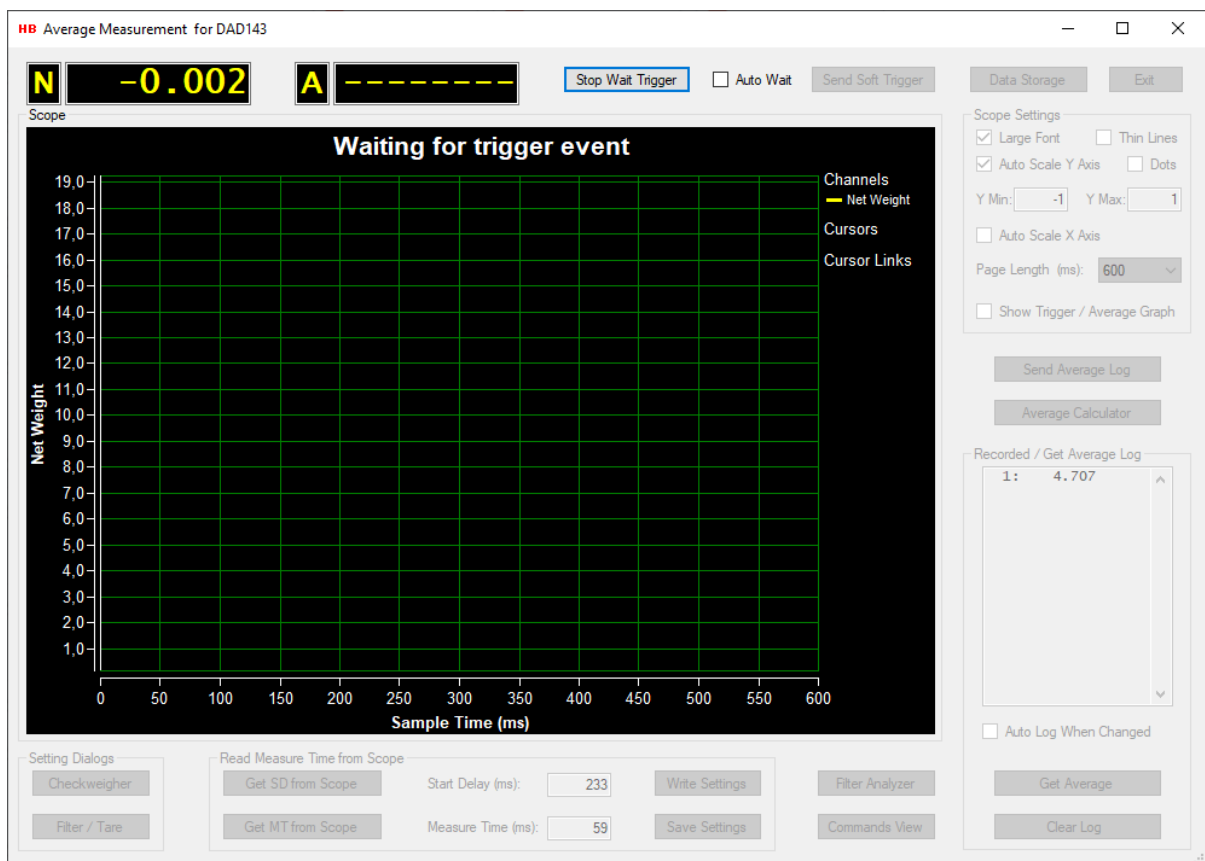 HB Average Measurement for DAD143
N -0.002 A -------- Stop Wait Trigger Auto Wait Send Soft Trigger Data Storage Exit
Scope
Waiting for trigger event
Net Weight
19,0
18,0
17,0
16,0
15,0
14,0
13,0
12,0
11,0
10,0
9,0
8,0
7,0
6,0
5,0
4,0
3,0
2,0
1,0
0 50 100 150 200 250 300 350 400 450 500 550 600
Sample Time (ms)
Channels
Net Weight
Cursors
Cursor Links
Scope Settings
Large Font Thin Lines
Auto Scale Y Axis Dots
Y Min: -1 Y Max: 1
Auto Scale X Axis
Page Length (ms): 600
Show Trigger / Average Graph
Send Average Log
Average Calculator
Recorded / Get Average Log
1: 4.707
Auto Log When Changed
Get Average
Clear Log
Setting Dialogs
Checkweigher
Filter / Tare
Read Measure Time from Scope
Get SD from Scope Start Delay (ms): 233 Write Settings
Get MT from Scope Measure Time (ms): 59 Save Settings
Filter Analyzer
Commands View